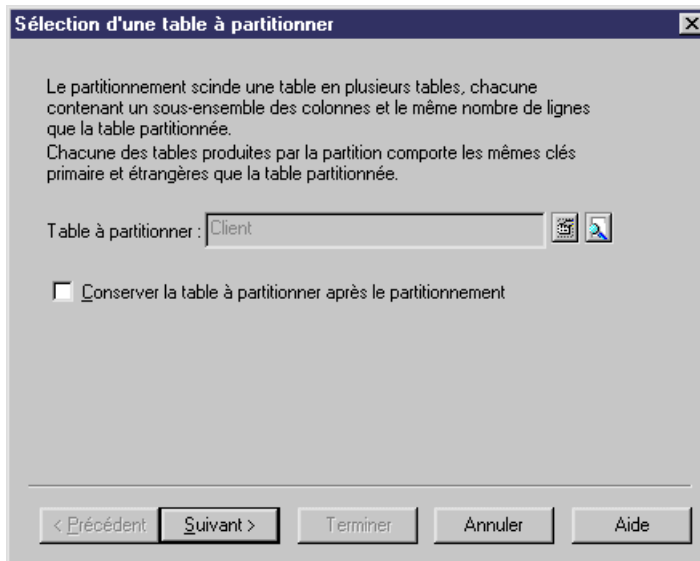 Sélection d'une table à partitionner
Le partitionnement scinde une table en plusieurs tables, chacune
contenant un sous-ensemble des colonnes et le même nombre de lignes
que la table partitionnée.
Chacune des tables produites par la partition comporte les mêmes clés
primaire et étrangères que la table partitionnée.
Table à partitionner : Client
Conserver la table à partitionner après le partitionnement
< Précédent Suivant > Terminer Annuler Aide